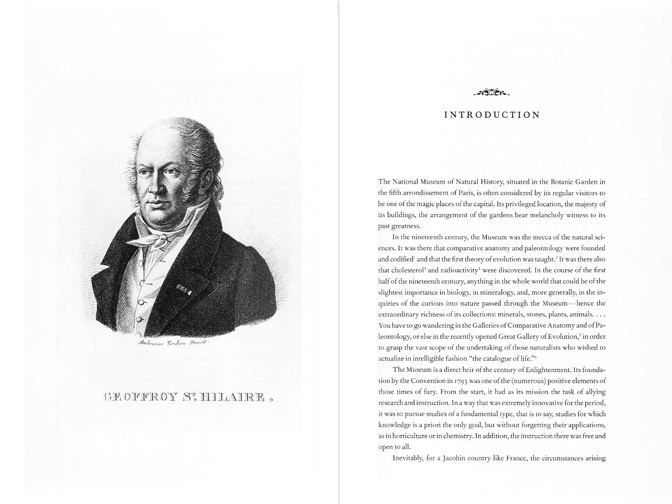 Ambroise Tardieu Direxit.
GEOFFROY ST. HILAIRE.
INTRODUCTION
The National Museum of Natural History, situated in the Botanic Garden in
the fifth arrondissement of Paris, is often considered by its regular visitors to
be one of the magic places of the capital. Its privileged location, the majesty of
its buildings, the arrangement of the gardens bear melancholy witness to its
past greatness.
In the nineteenth century, the Museum was the mecca of the natural sci-
ences. It was there that comparative anatomy and paleontology were founded
and codified¹ and that the first theory of evolution was taught.² It was there also
that cholesterol³ and radioactivity⁴ were discovered. In the course of the first
half of the nineteenth century, anything in the whole world that could be of the
slightest importance in biology, in mineralogy, and, more generally, in the in-
quiries of the curious into nature passed through the Museum—hence the
extraordinary richness of its collections: minerals, stones, plants, animals. . . .
You have to go wandering in the Galleries of Comparative Anatomy and of Pa-
leontology, or else in the recently opened Great Gallery of Evolution,⁵ in order
to grasp the vast scope of the undertaking of those naturalists who wished to
actualize in intelligible fashion “the catalogue of life.”⁶
The Museum is a direct heir of the century of Enlightenment. Its founda-
tion by the Convention in 1793 was one of the (numerous) positive elements of
those times of fury. From the start, it had as its mission the task of allying
research and instruction. In a way that was extremely innovative for the period,
it was to pursue studies of a fundamental type, that is to say, studies for which
knowledge is a priori the only goal, but without forgetting their applications,
as in horticulture or in chemistry. In addition, the instruction there was free and
open to all.
Inevitably, for a Jacobin country like France, the circumstances arising